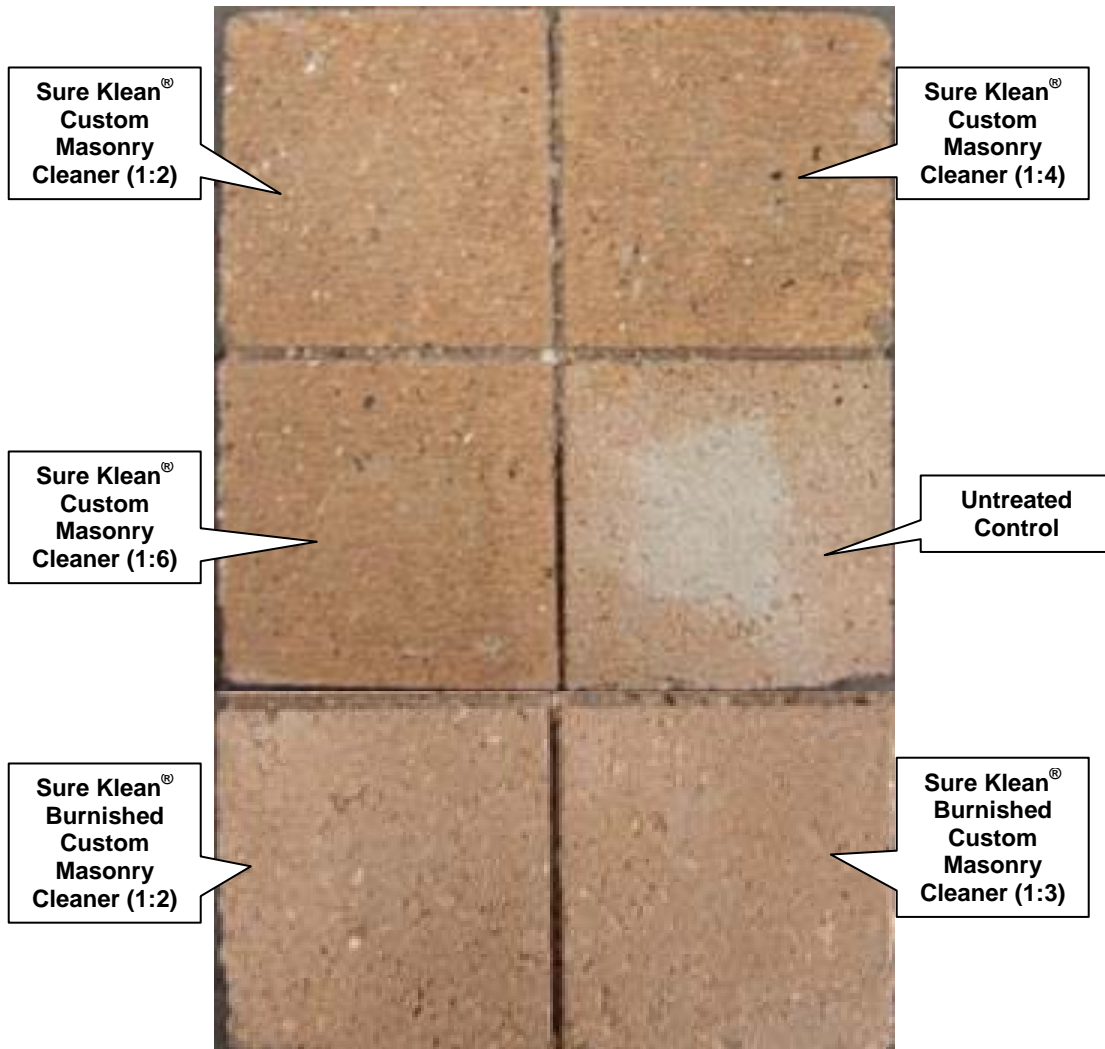 Sure Klean®
Custom
Masonry
Cleaner (1:2)
Sure Klean®
Custom
Masonry
Cleaner (1:4)
Sure Klean®
Custom
Masonry
Cleaner (1:6)
Untreated
Control
Sure Klean®
Burnished
Custom
Masonry
Cleaner (1:2)
Sure Klean®
Burnished
Custom
Masonry
Cleaner (1:3)